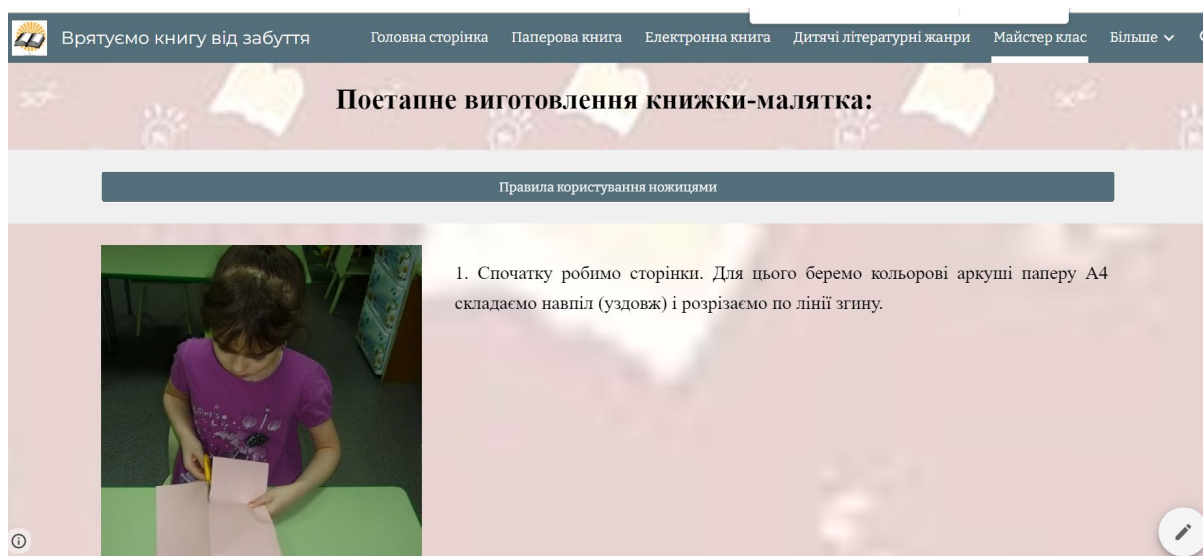 Врятуємо книгу від забуття
Головна сторінка Паперова книга Електронна книга Дитячі літературні жанри Майстер клас Більше
Поетапне виготовлення книжки-малятка:
Правила користування ножицями
1. Спочатку робимо сторінки. Для цього беремо кольорові аркуші паперу А4
складаємо навпіл (уздовж) і розрізаємо по лінії згину.